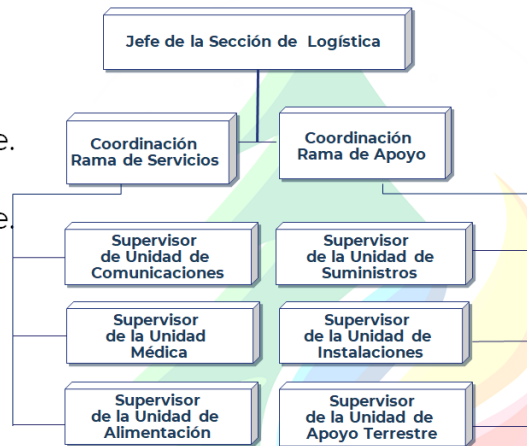 Jefe de la Sección de Logística
e.
Coordinación
Rama de Servicios
Coordinación
Rama de Apoyo
e.
Supervisor
de Unidad de
Comunicaciones
Supervisor
de la Unidad de
Suministros
Supervisor
de la Unidad
Médica
Supervisor
de la Unidad de
Instalaciones
Supervisor
de la Unidad de
Alimentación
Supervisor
de la Unidad de
Apoyo Terrestre